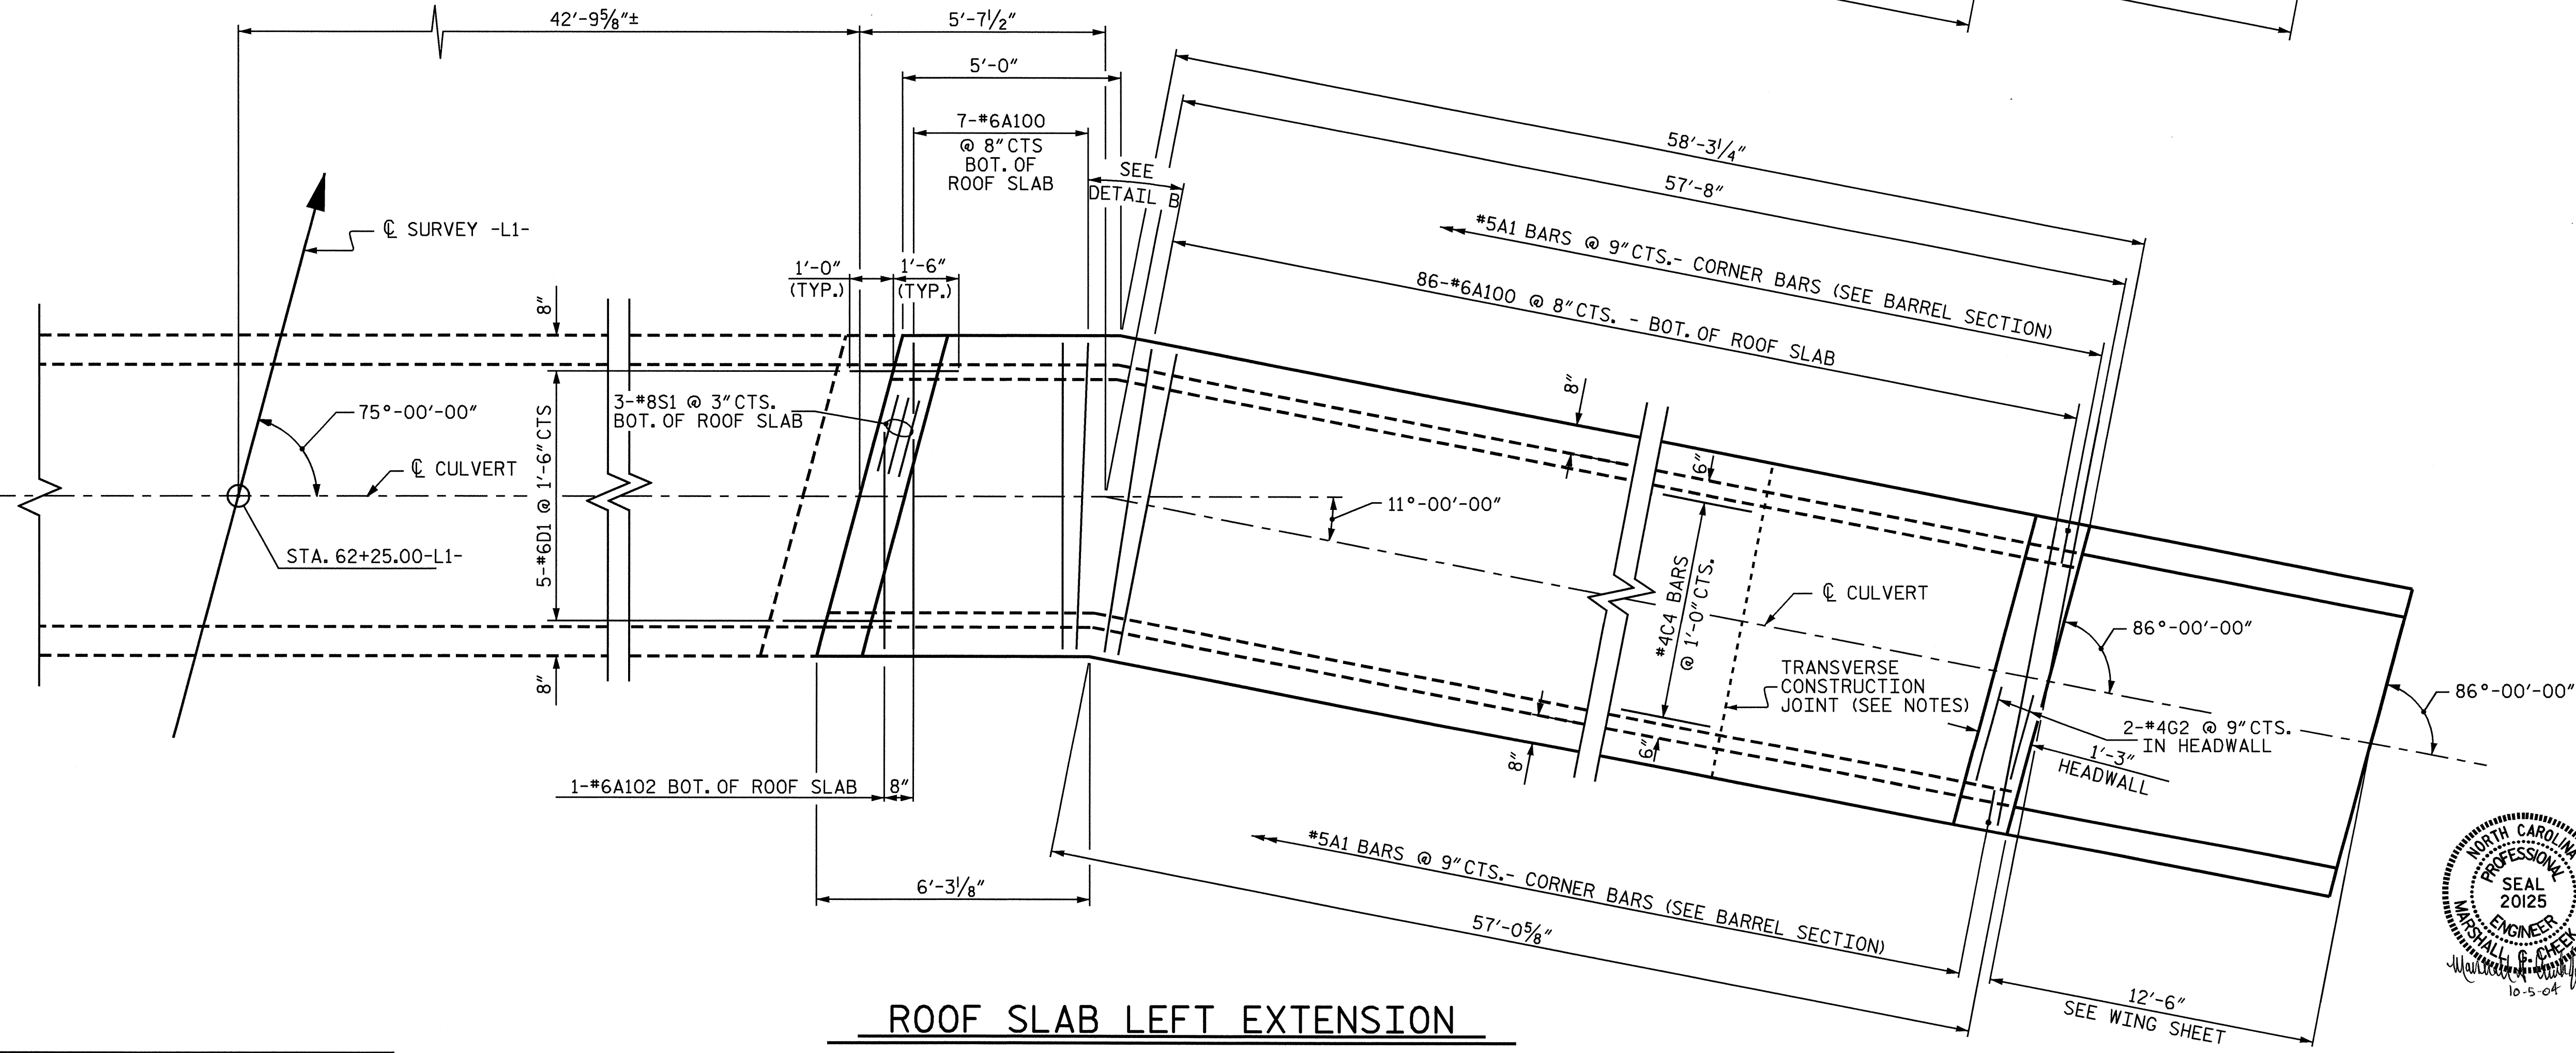 42'-9⅝"±
5'-7½"
5'-0"
7-#6A100
@ 8" CTS
BOT. OF
ROOF SLAB
SEE
DETAIL B
58'-3¼"
57'-8"
#5A1 BARS @ 9" CTS.- CORNER BARS (SEE BARREL SECTION)
86-#6A100 @ 8" CTS. - BOT. OF ROOF SLAB
℄ SURVEY -L1-
1'-0"
(TYP.)
1'-6"
(TYP.)
8"
75°-00'-00"
℄ CULVERT
STA. 62+25.00-L1-
5-#6D1 @ 1'-6" CTS
3-#8S1 @ 3" CTS.
BOT. OF ROOF SLAB
8"
8"
6"
11°-00'-00"
#4C4 BARS
@ 1'-0" CTS.
℄ CULVERT
TRANSVERSE
CONSTRUCTION
JOINT (SEE NOTES)
86°-00'-00"
86°-00'-00"
2-#4G2 @ 9" CTS.
IN HEADWALL
1'-3"
HEADWALL
8"
6"
1-#6A102 BOT. OF ROOF SLAB
8"
6'-3⅛"
#5A1 BARS @ 9" CTS.- CORNER BARS (SEE BARREL SECTION)
57'-0⅝"
12'-6"
SEE WING SHEET
NORTH CAROLINA
PROFESSIONAL
SEAL
20125
ENGINEER
MARSHALL G. CHEEK
10-5-04
ROOF SLAB LEFT EXTENSION